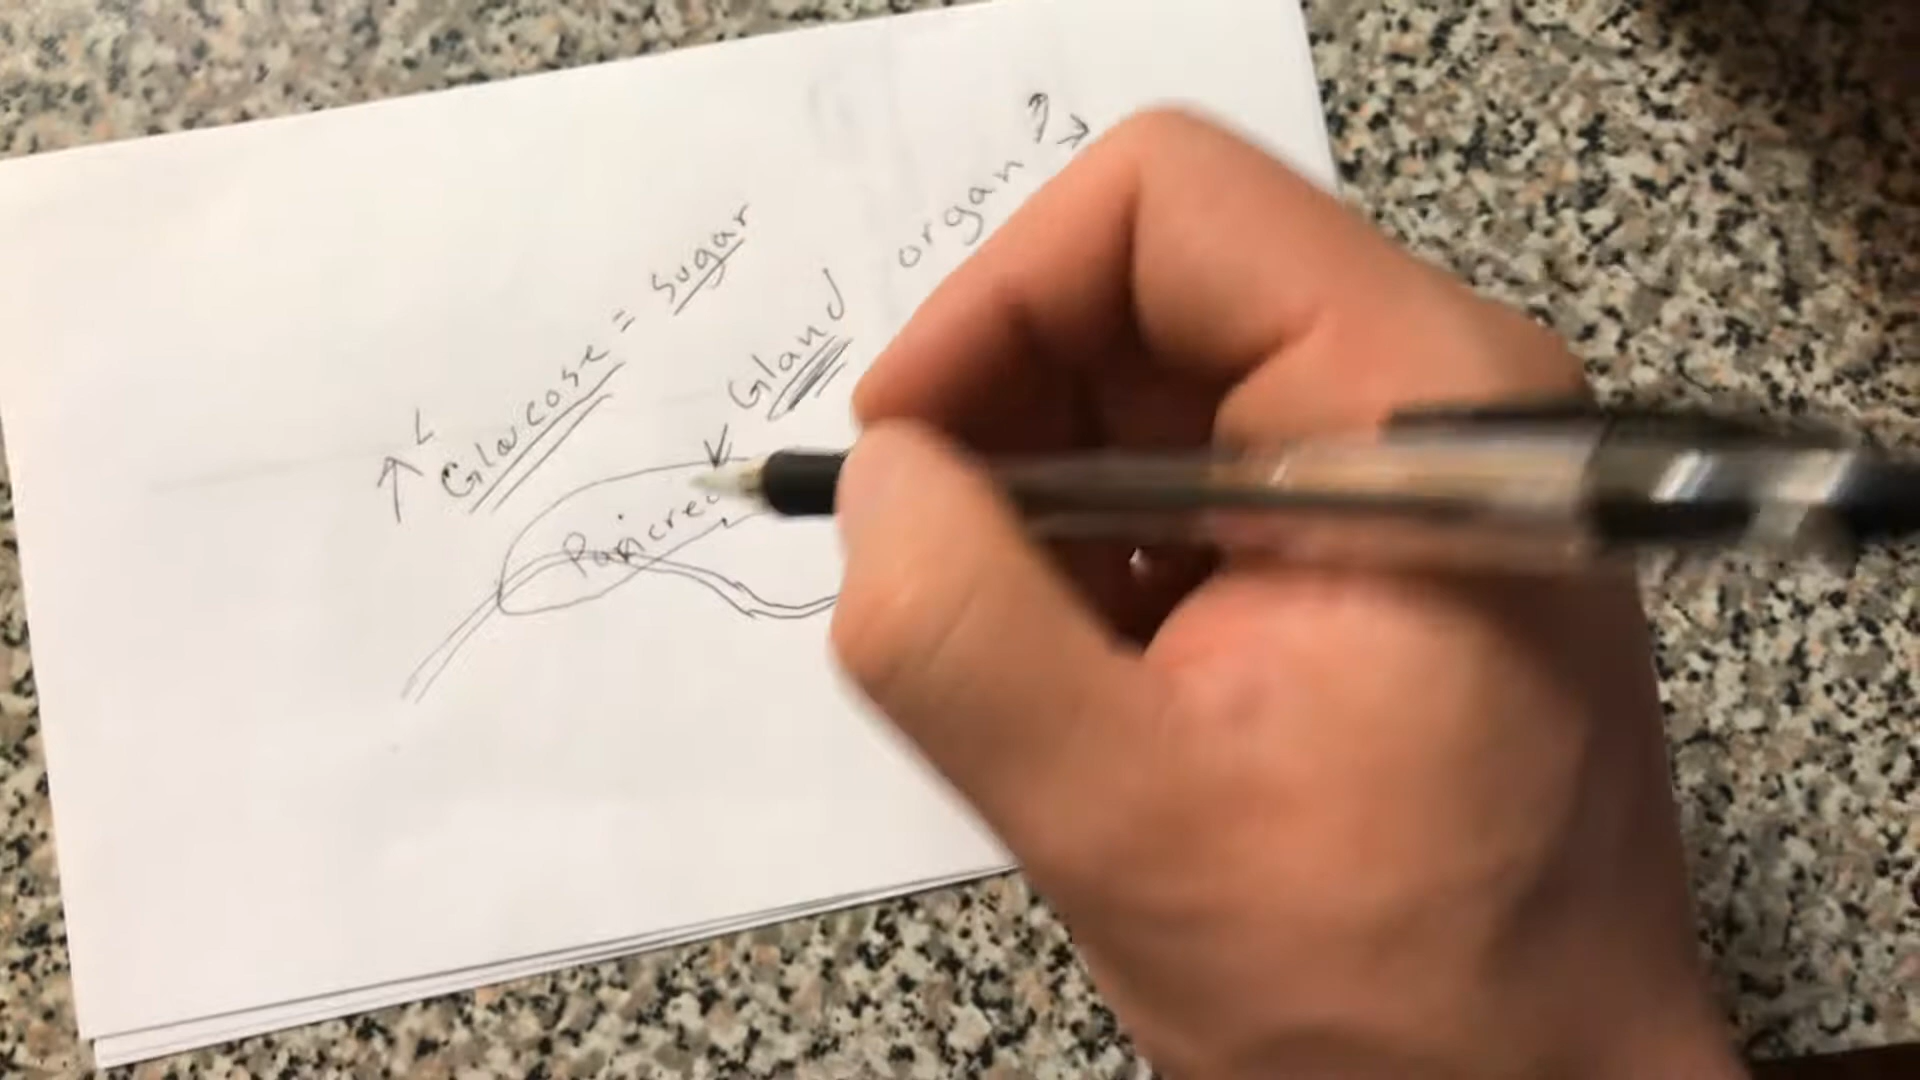 Glucose = sugar
Gland
organ ?
Pancrea